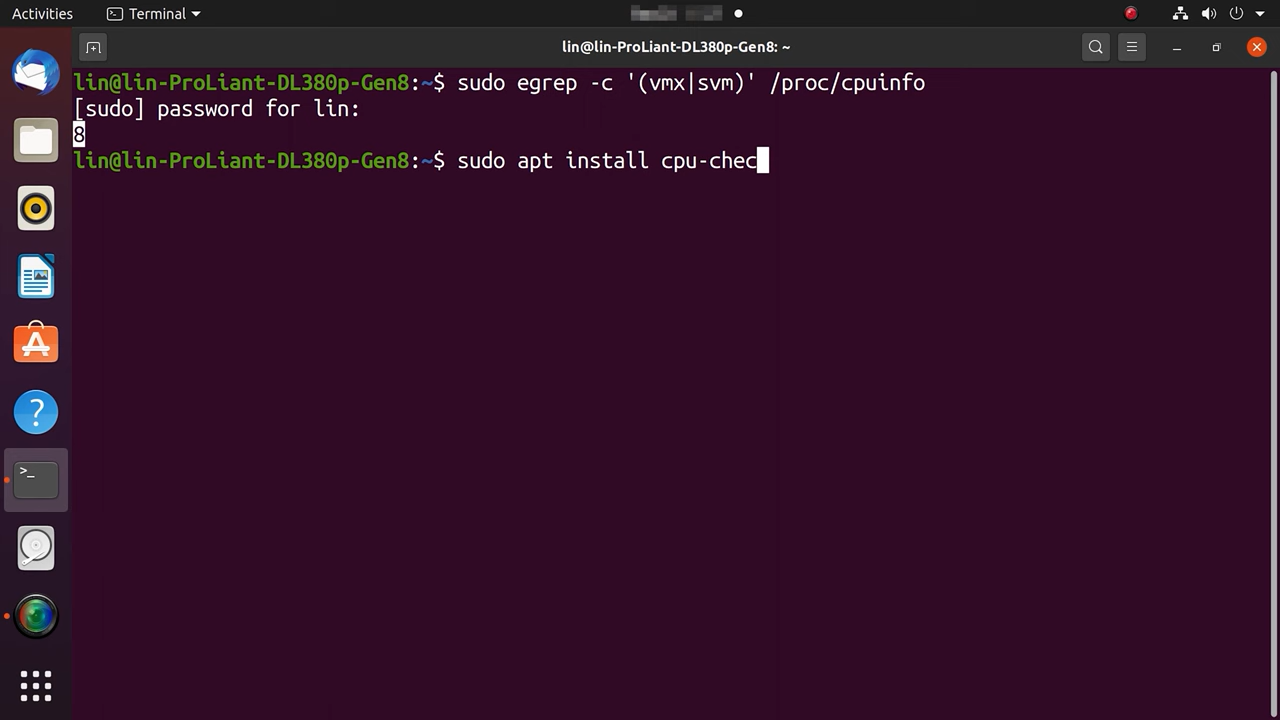 Activities
Terminal
lin@lin-ProLiant-DL380p-Gen8: ~
lin@lin-ProLiant-DL380p-Gen8:~$ sudo egrep -c '(vmx|svm)' /proc/cpuinfo
[sudo] password for lin:
8
lin@lin-ProLiant-DL380p-Gen8:~$ sudo apt install cpu-chec